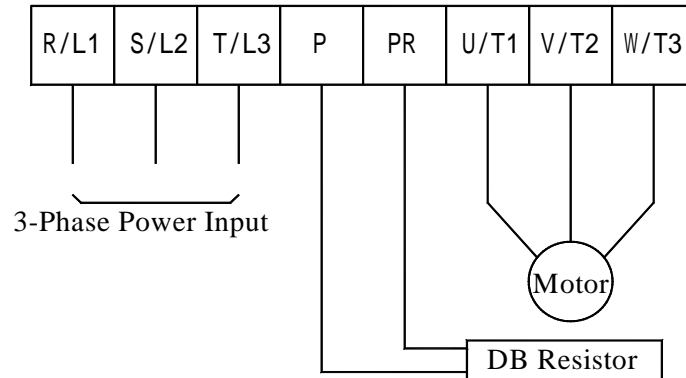 R/L1 S/L2 T/L3 P PR U/T1 V/T2 W/T3
3-Phase Power Input
Motor
DB Resistor